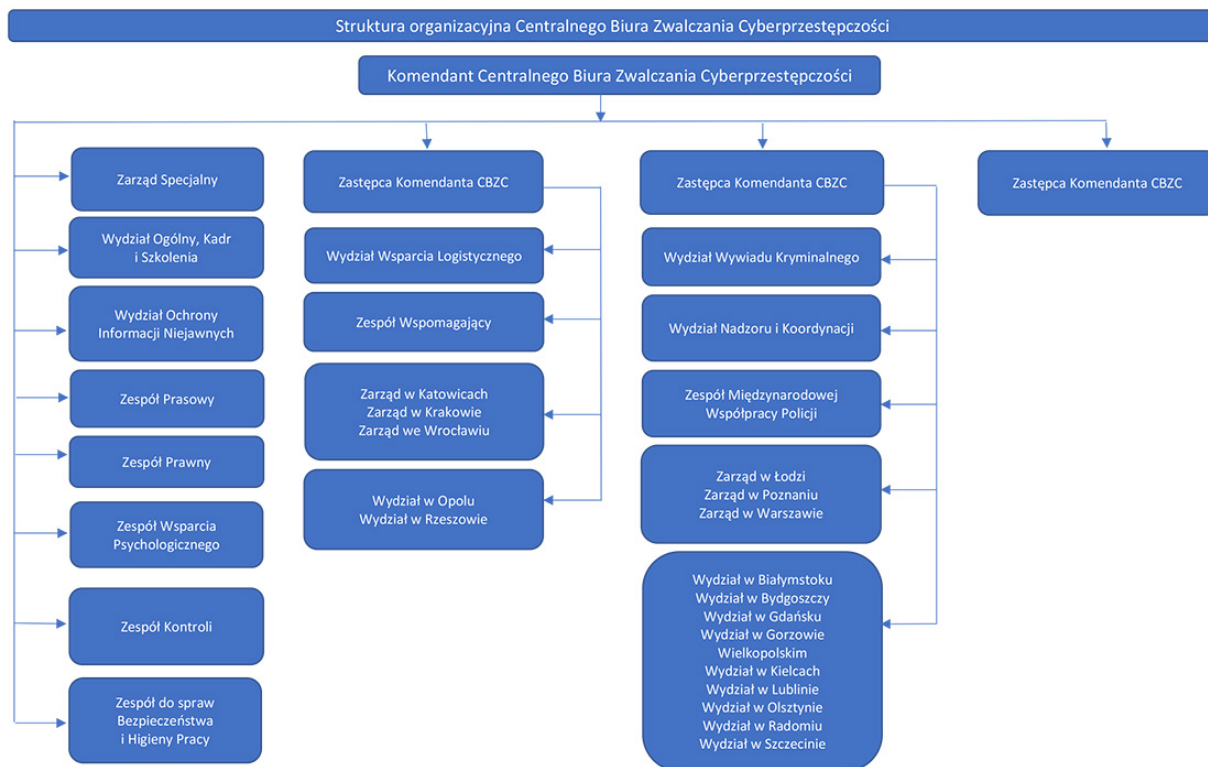 Struktura organizacyjna Centralnego Biura Zwalczania Cyberprzestępczości
Komendant Centralnego Biura Zwalczania Cyberprzestępczości
Zarząd Specjalny
Wydział Ogólny, Kadr
i Szkolenia
Wydział Ochrony
Informacji Niejawnych
Zespół Prasowy
Zespół Prawny
Zespół Wsparcia
Psychologicznego
Zespół Kontroli
Zespół do spraw
Bezpieczeństwa
i Higieny Pracy
Zastępca Komendanta CBZC
Wydział Wsparcia Logistycznego
Zespół Wspomagający
Zarząd w Katowicach
Zarząd w Krakowie
Zarząd we Wrocławiu
Wydział w Opolu
Wydział w Rzeszowie
Zastępca Komendanta CBZC
Wydział Wywiadu Kryminalnego
Wydział Nadzoru i Koordynacji
Zespół Międzynarodowej
Współpracy Policji
Zarząd w Łodzi
Zarząd w Poznaniu
Zarząd w Warszawie
Wydział w Białymstoku
Wydział w Bydgoszczy
Wydział w Gdańsku
Wydział w Gorzowie
Wielkopolskim
Wydział w Kielcach
Wydział w Lublinie
Wydział w Olsztynie
Wydział w Radomiu
Wydział w Szczecinie
Zastępca Komendanta CBZC